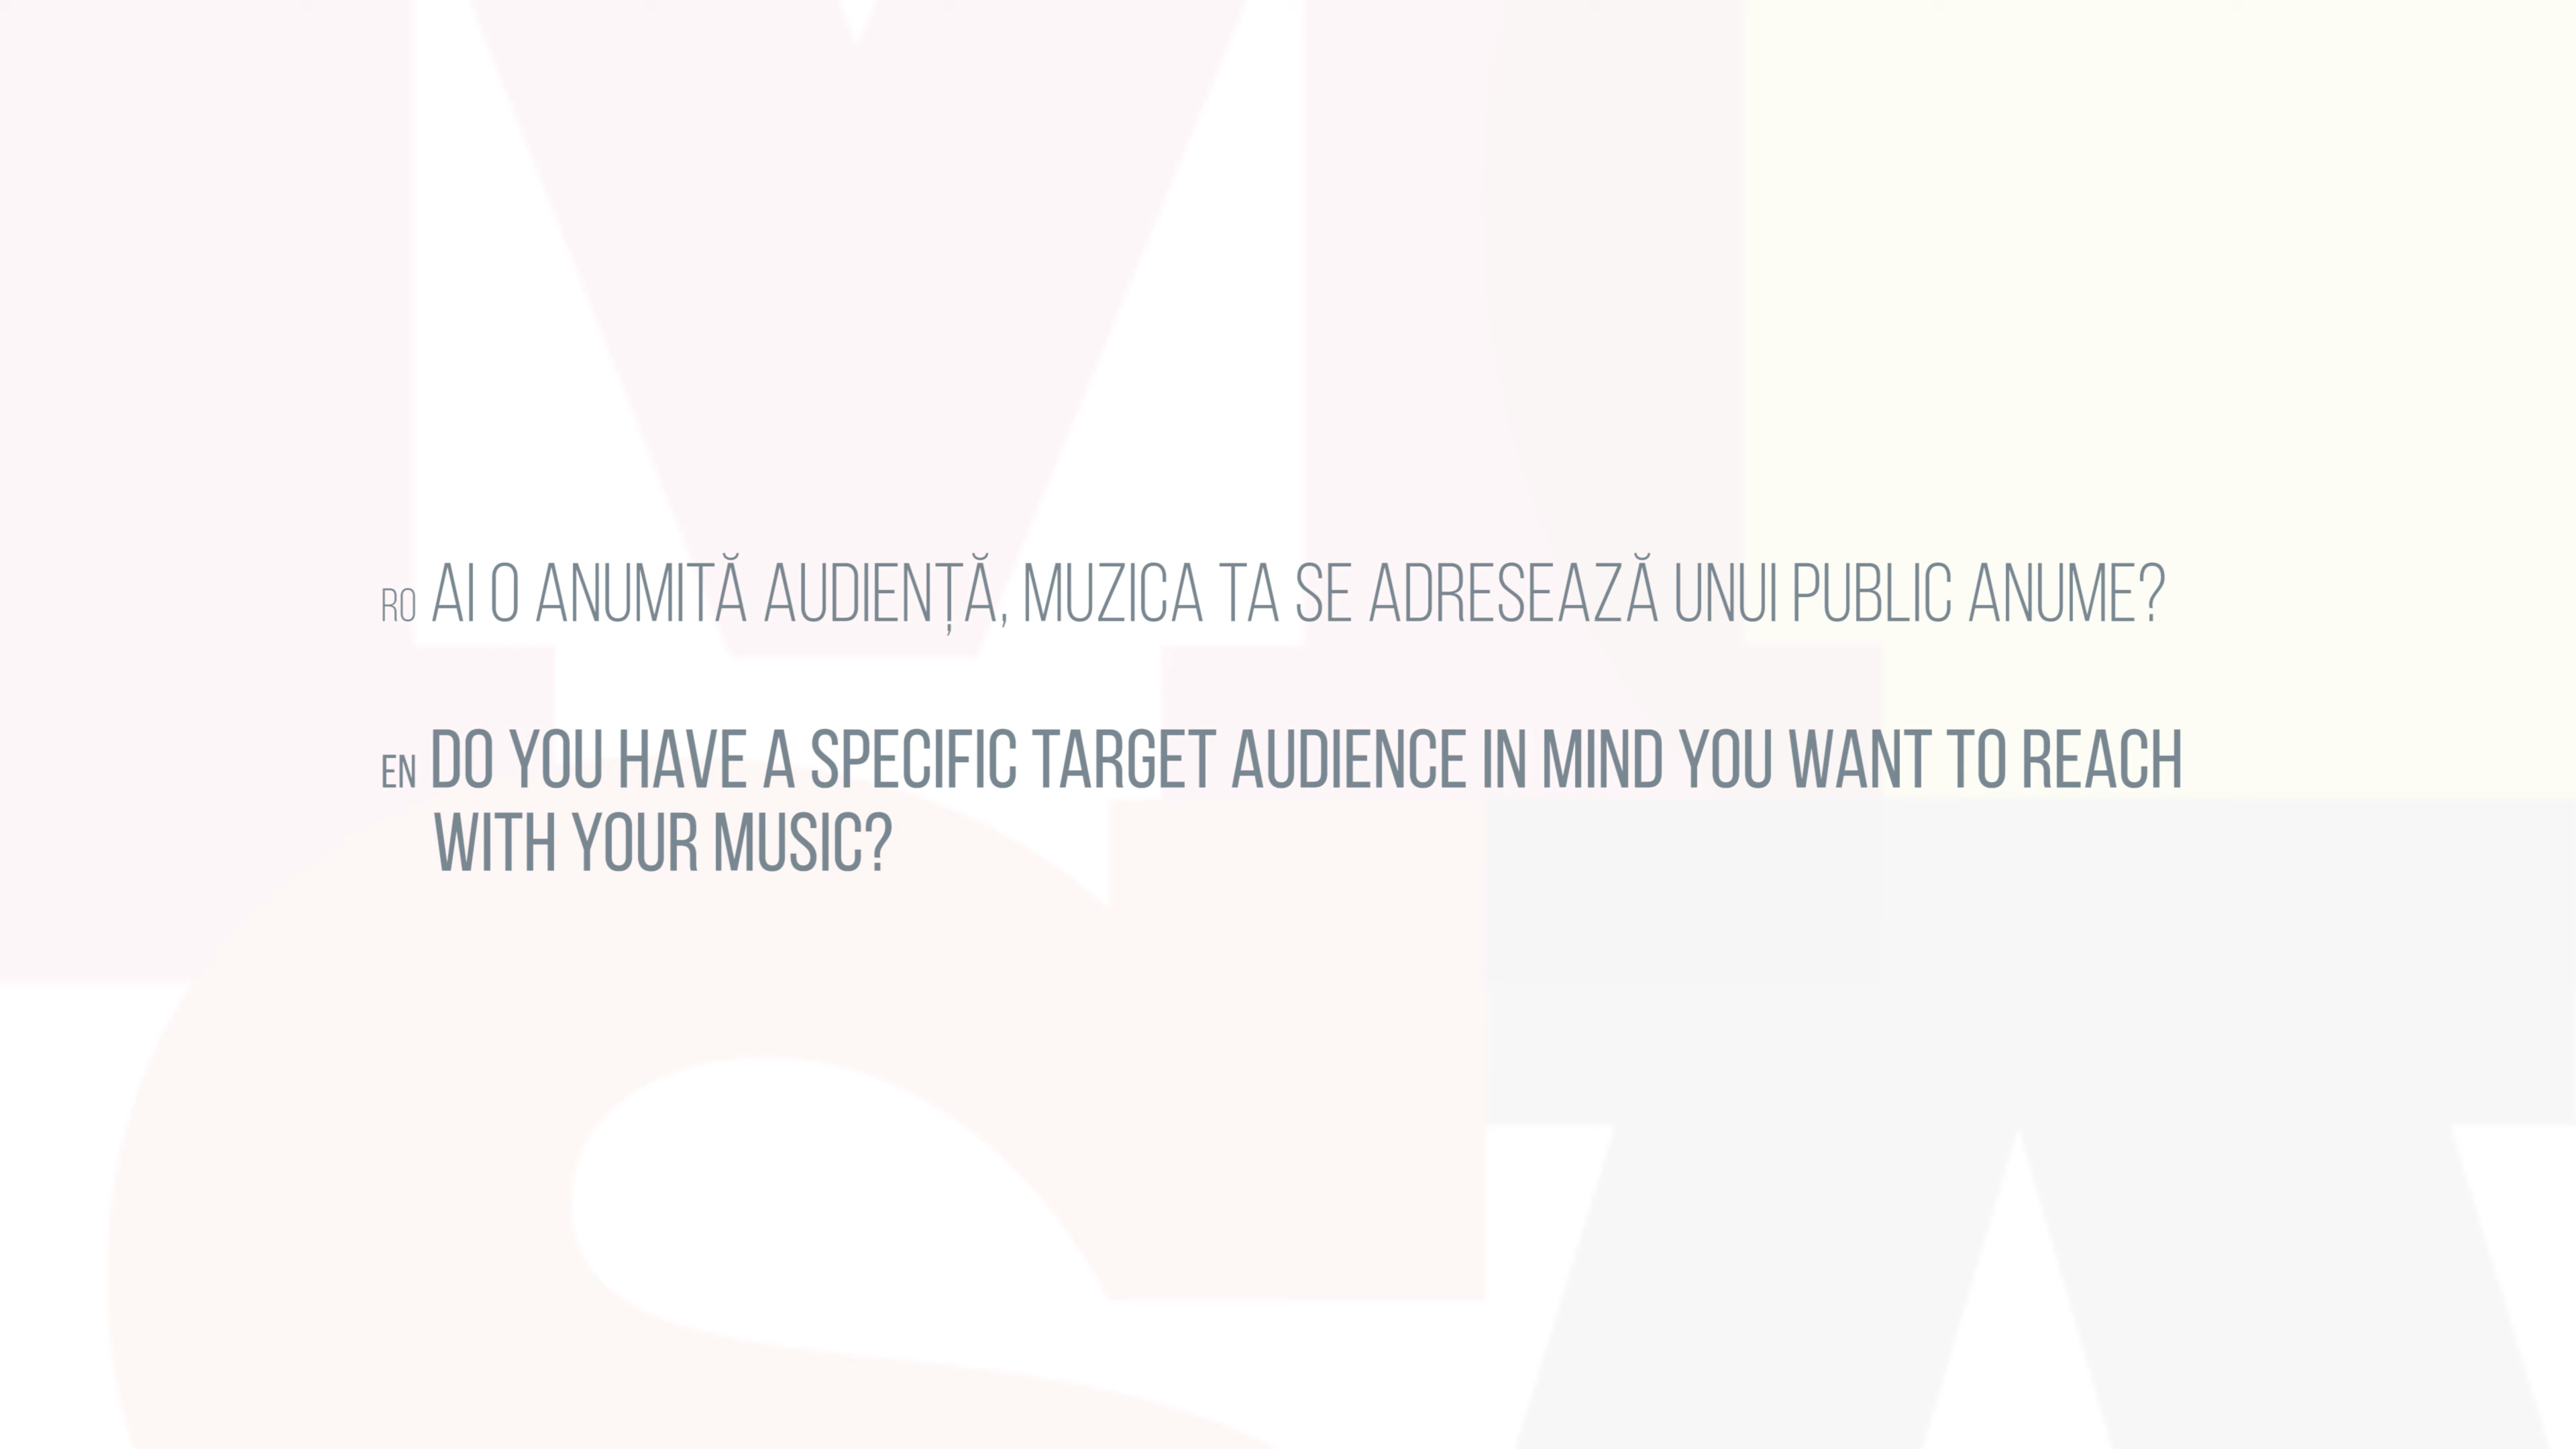 RO AI O ANUMITĂ AUDIENȚĂ, MUZICA TA SE ADRESEAZĂ UNUI PUBLIC ANUME?
EN DO YOU HAVE A SPECIFIC TARGET AUDIENCE IN MIND YOU WANT TO REACH
WITH YOUR MUSIC?